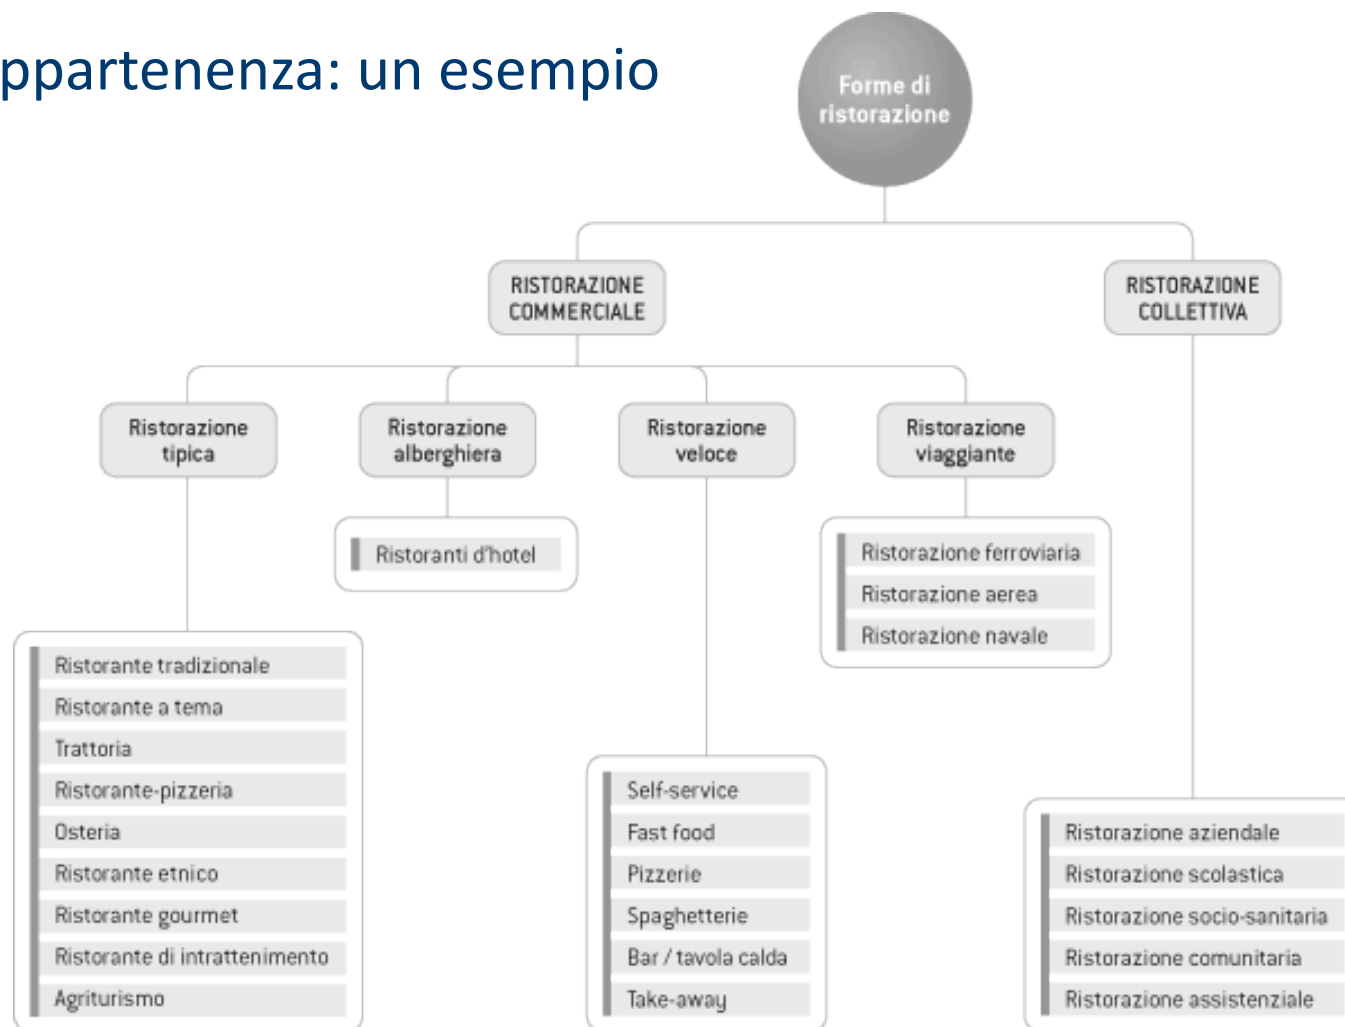 ppartenenza: un esempio
Forme di
ristorazione
RISTORAZIONE
COMMERCIALE
RISTORAZIONE
COLLETTIVA
Ristorazione
tipica
Ristorazione
alberghiera
Ristorazione
veloce
Ristorazione
viaggiante
Ristoranti d'hotel
Ristorazione ferroviaria
Ristorazione aerea
Ristorazione navale
Ristorante tradizionale
Ristorante a tema
Trattoria
Ristorante-pizzeria
Osteria
Ristorante etnico
Ristorante gourmet
Ristorante di intrattenimento
Agriturismo
Self-service
Fast food
Pizzerie
Spaghetterie
Bar / tavola calda
Take-away
Ristorazione aziendale
Ristorazione scolastica
Ristorazione socio-sanitaria
Ristorazione comunitaria
Ristorazione assistenziale